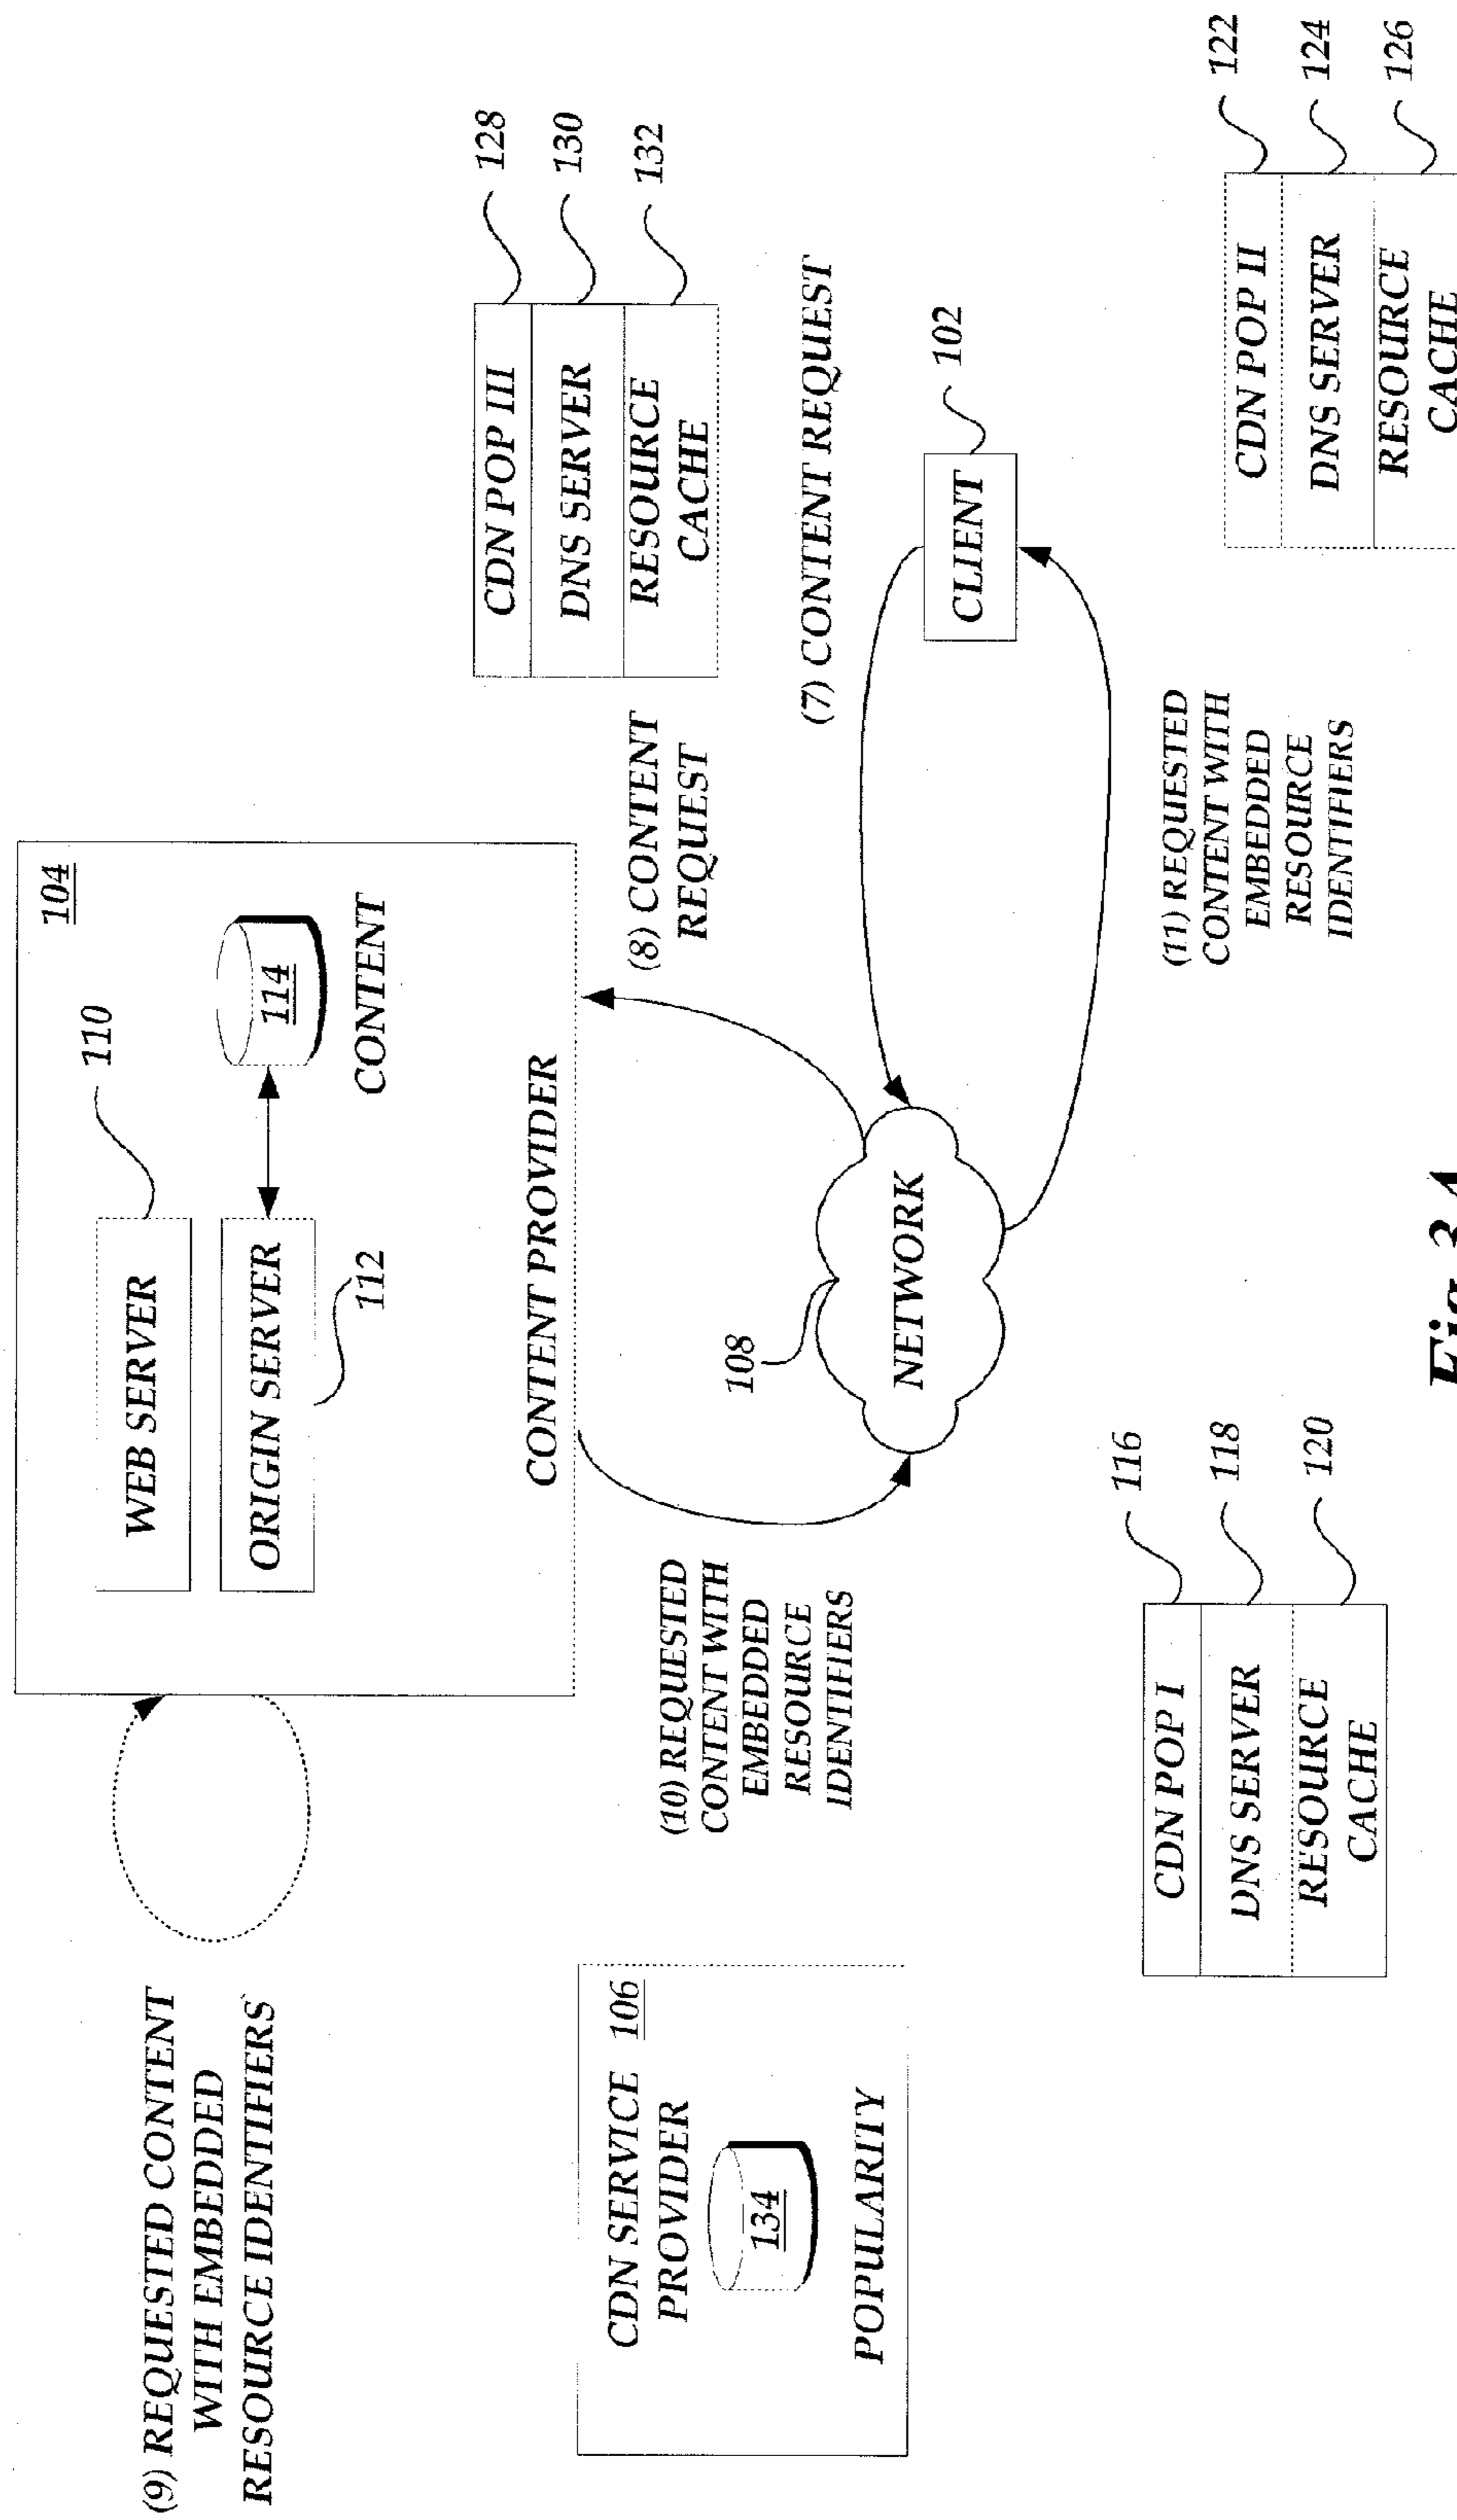 (9) REQUESTED CONTENT
WITH EMBEDDED
RESOURCE IDENTIFIERS
104
110
WEB SERVER
ORIGIN SERVER
112
114
CONTENT
CONTENT PROVIDER
CDN SERVICE 106
PROVIDER
134
POPULARITY
(10) REQUESTED
CONTENT WITH
EMBEDDED
RESOURCE
IDENTIFIERS
(8) CONTENT
REQUEST
CDN POP III
DNS SERVER
RESOURCE
CACHE
128
130
132
108
NETWORK
(7) CONTENT REQUEST
CLIENT
102
(11) REQUESTED
CONTENT WITH
EMBEDDED
RESOURCE
IDENTIFIERS
CDN POP I
DNS SERVER
RESOURCE
CACHE
116
118
120
CDN POP II
DNS SERVER
RESOURCE
CACHE
122
124
126